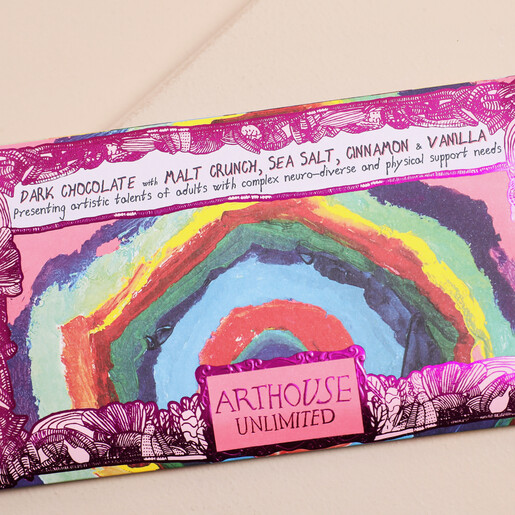 DARK CHOCOLATE with MALT CRUNCH, SEA SALT, CINNAMON & VANILLA
Presenting artistic talents of adults with complex neuro-diverse and physical support needs
ARTHOUSE
UNLIMITED